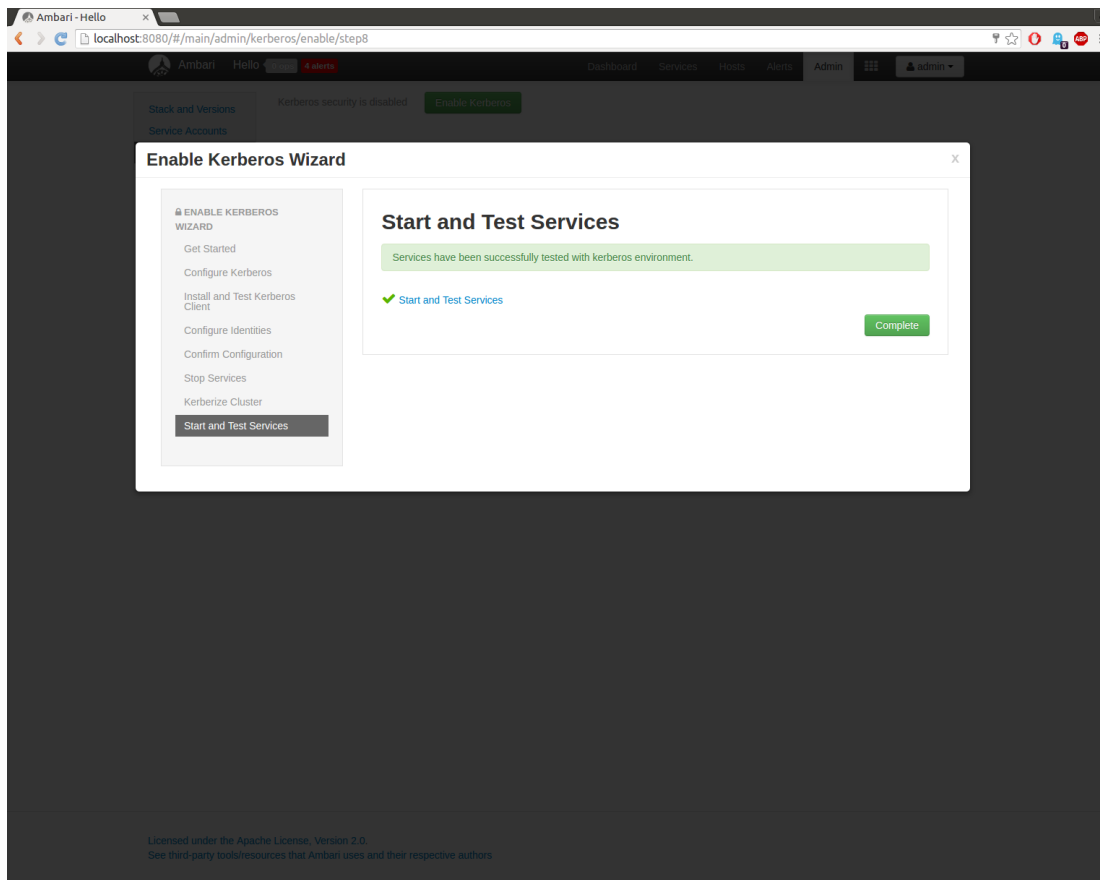 Ambari - Hello ×
localhost:8080/#/main/admin/kerberos/enable/step8
ABP
Ambari Hello 4 alerts Dashboard Services Hosts Alerts Admin admin
Stack and Versions
Service Accounts
Kerberos security is disabled Enable Kerberos
Enable Kerberos Wizard X
ENABLE KERBEROS
WIZARD
Get Started
Configure Kerberos
Install and Test Kerberos
Client
Configure Identities
Confirm Configuration
Stop Services
Kerberize Cluster
Start and Test Services
Start and Test Services
Services have been successfully tested with kerberos environment.
Start and Test Services
Complete
Licensed under the Apache License, Version 2.0.
See third-party tools/resources that Ambari uses and their respective authors